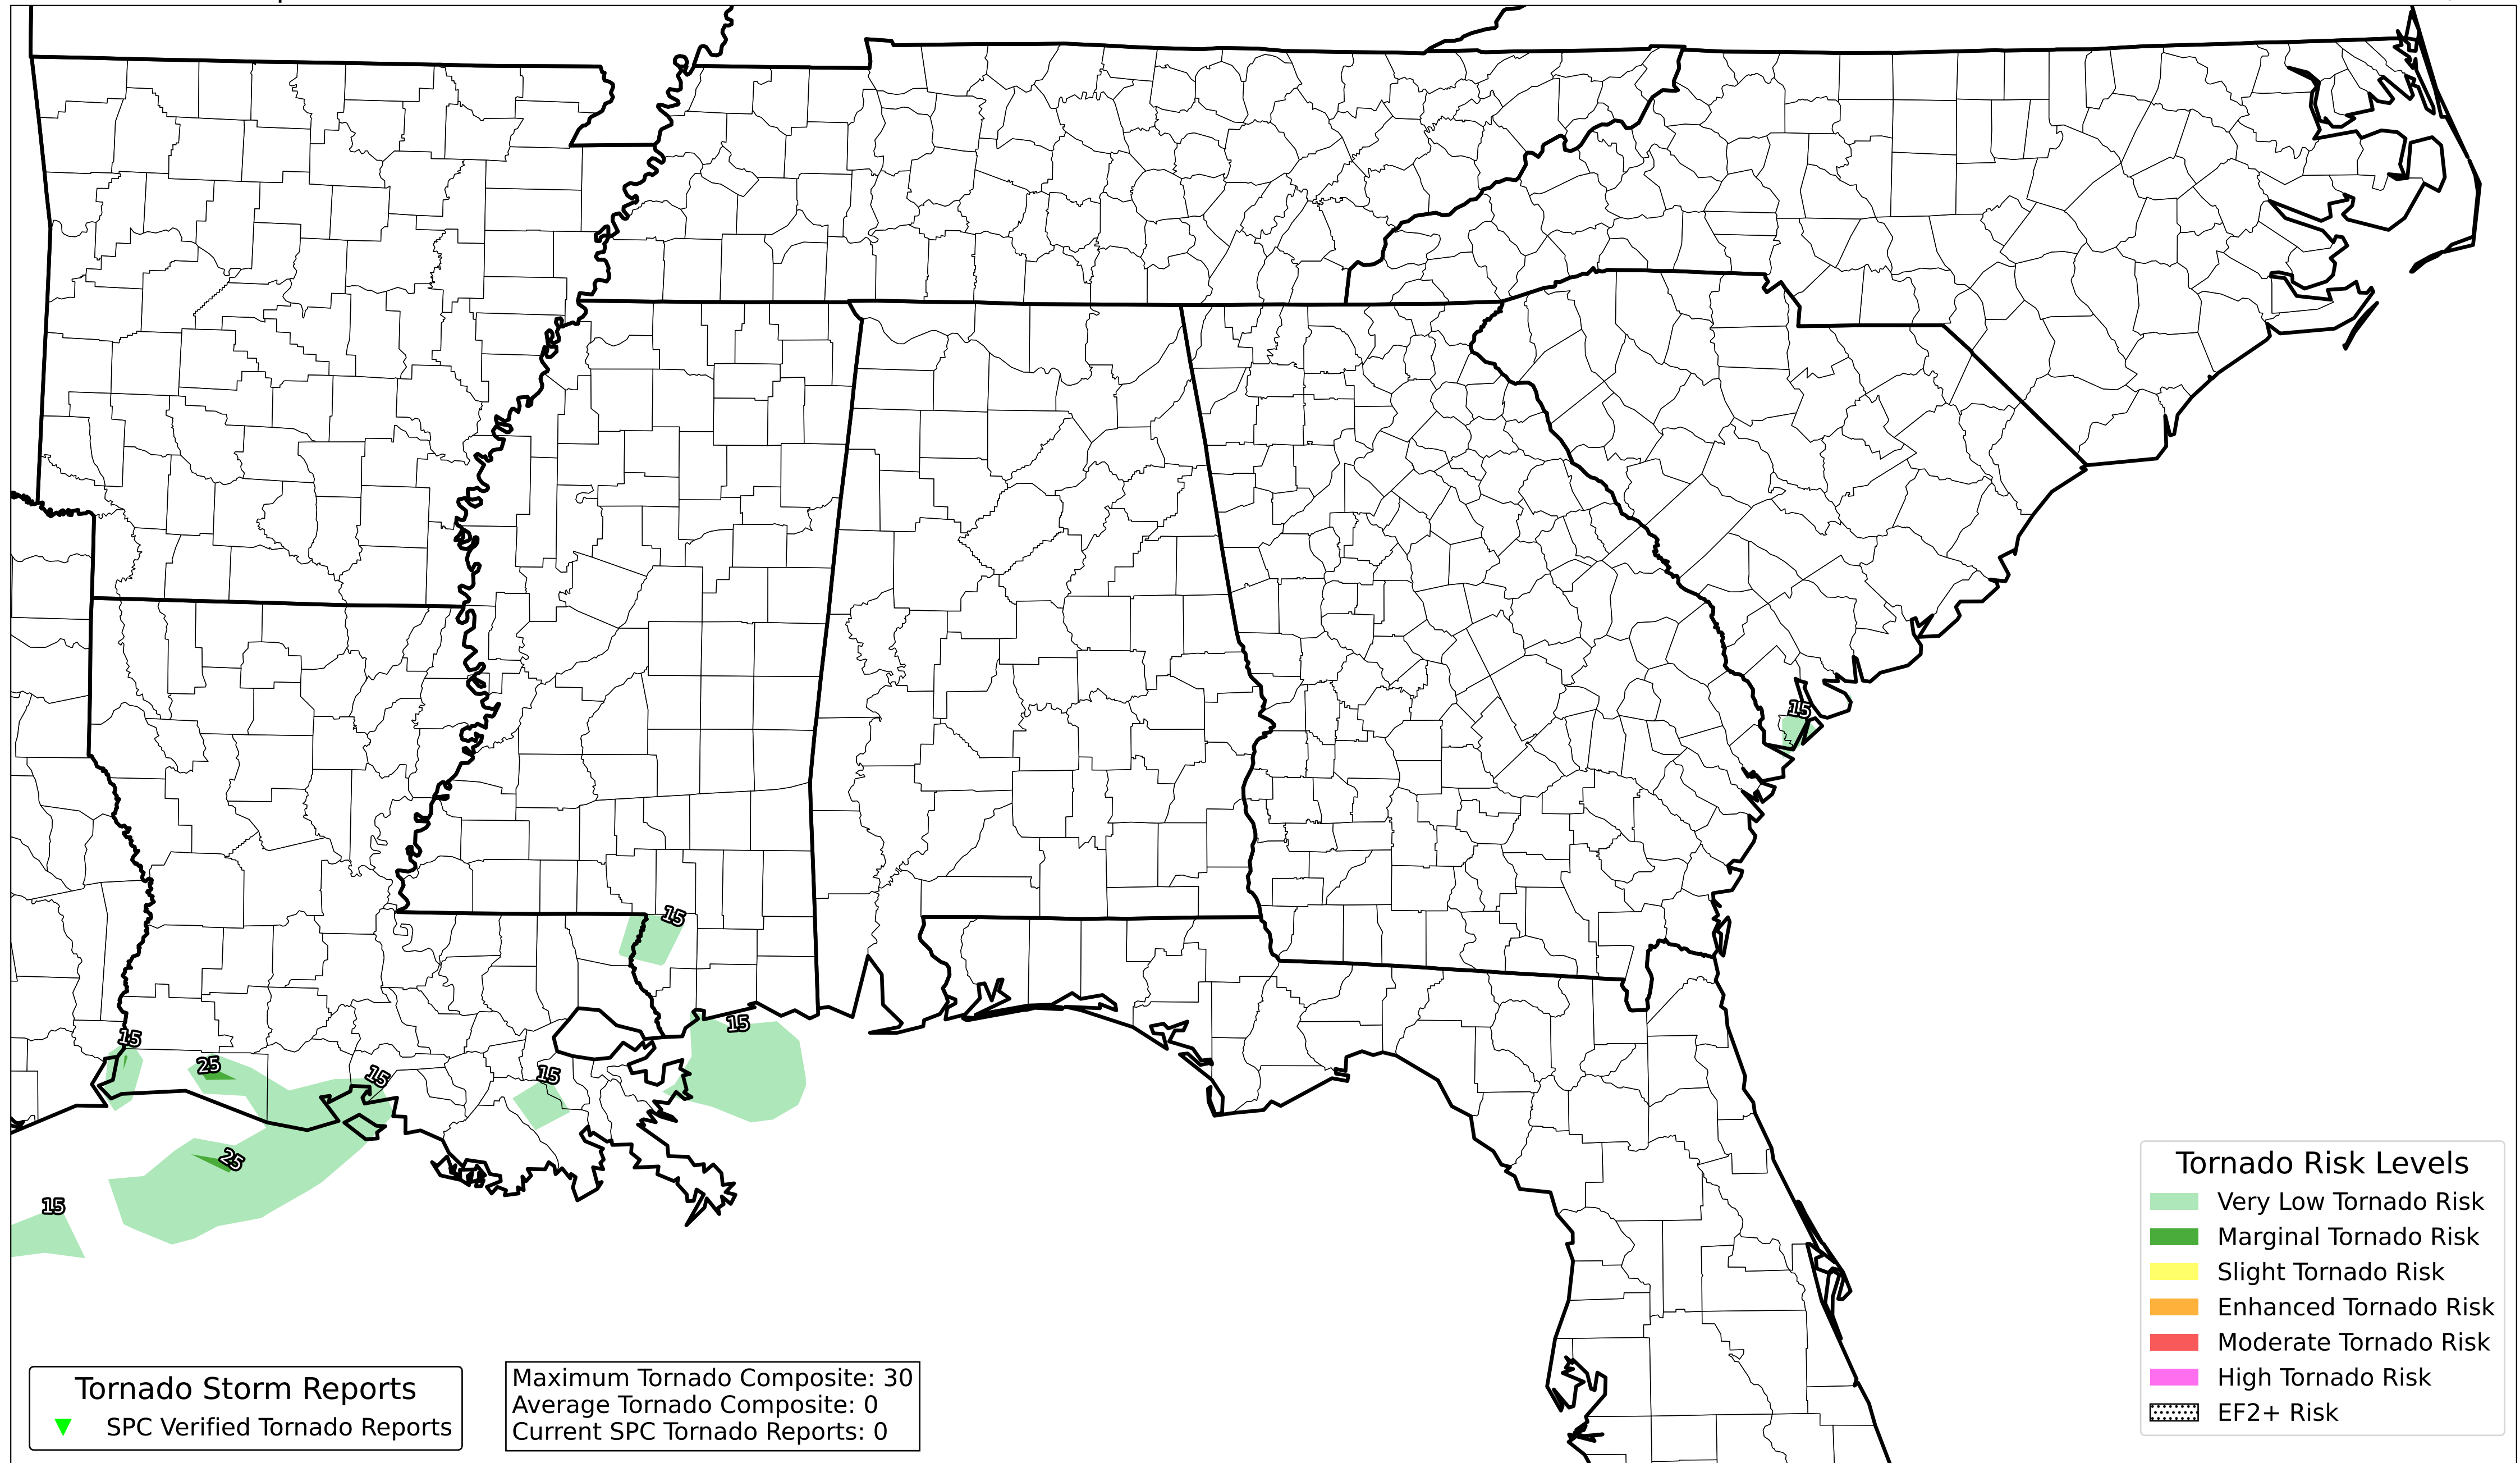 15
15
15
15
25
15
15
25
15
Tornado Risk Levels
Very Low Tornado Risk
Marginal Tornado Risk
Slight Tornado Risk
Enhanced Tornado Risk
Moderate Tornado Risk
High Tornado Risk
EF2+ Risk
Tornado Storm Reports
SPC Verified Tornado Reports
Maximum Tornado Composite: 30
Average Tornado Composite: 0
Current SPC Tornado Reports: 0